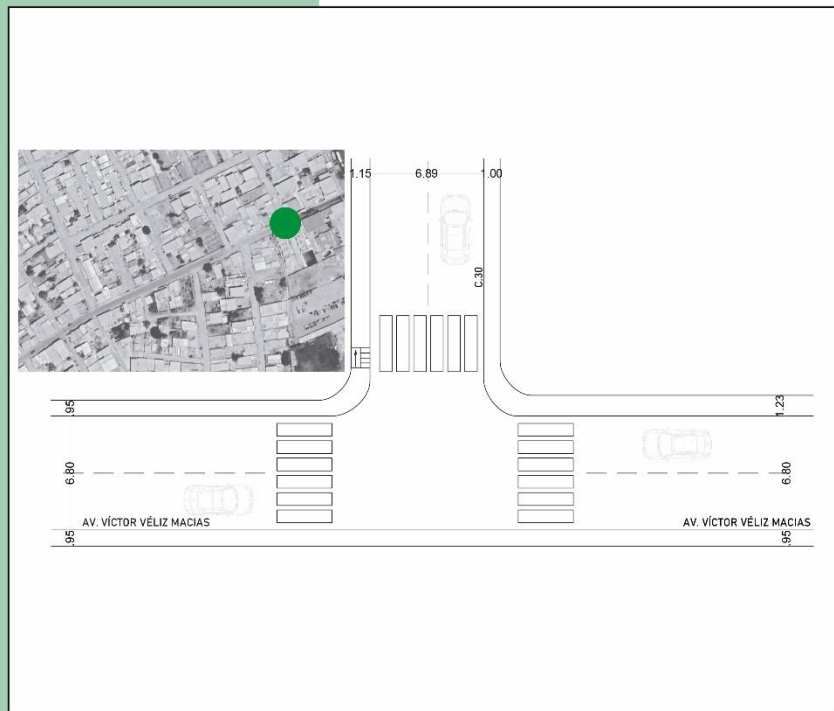 1.15 6.89 1.00
C.30
.95 1.23
6.80 6.80
AV. VÍCTOR VÉLIZ MACIAS AV. VÍCTOR VÉLIZ MACIAS
.95 .95